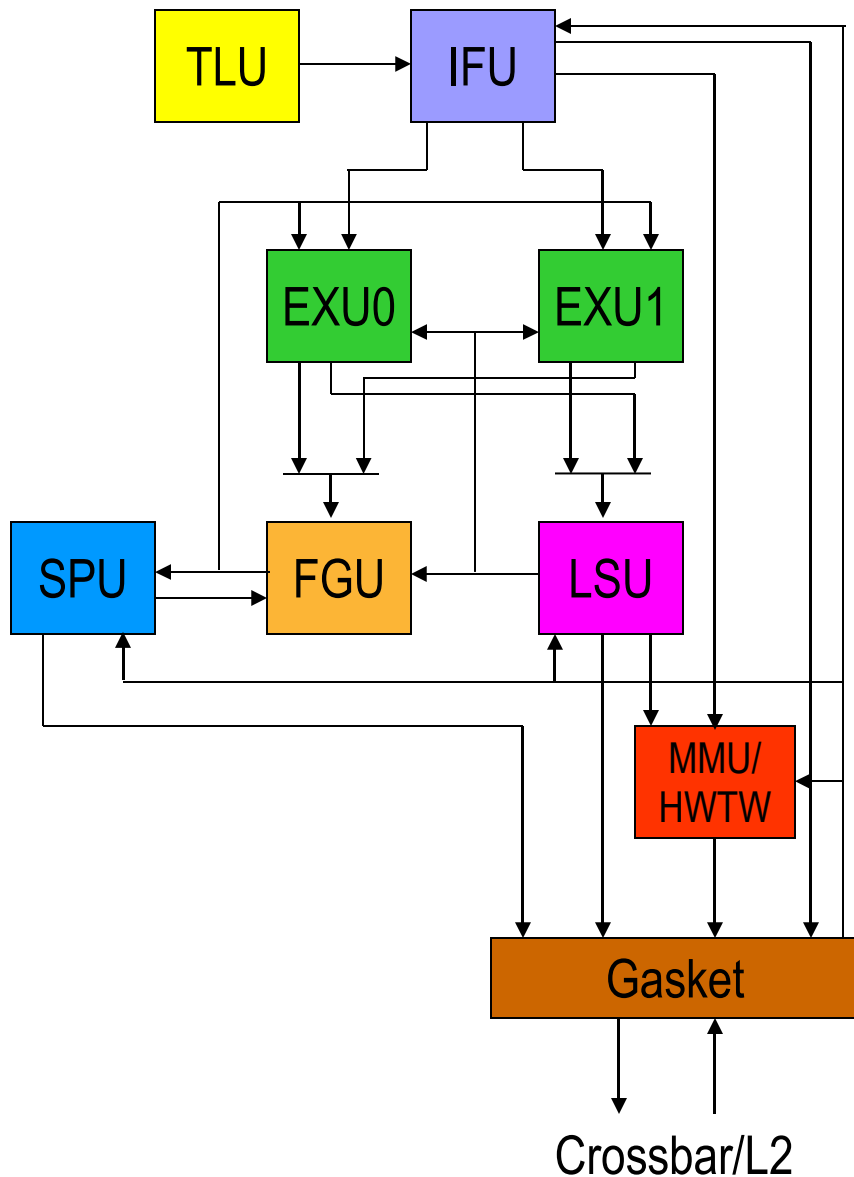 TLU
IFU
EXU0
EXU1
SPU
FGU
LSU
MMU/
HWTW
Gasket
Crossbar/L2